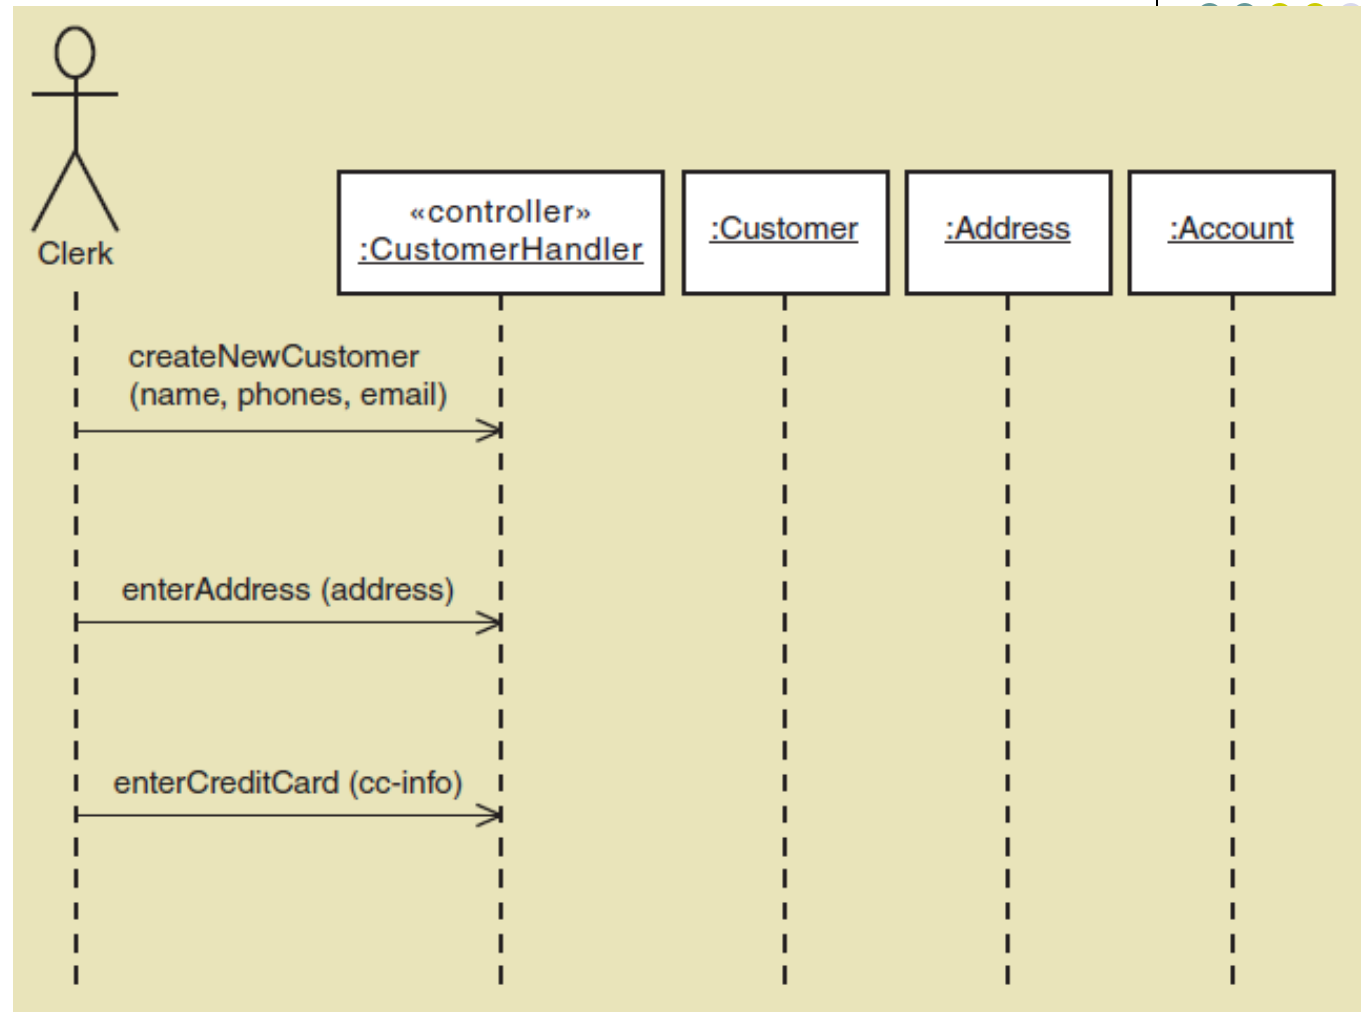 Clerk
«controller»
:CustomerHandler
:Customer
:Address
:Account
createNewCustomer
(name, phones, email)
enterAddress (address)
enterCreditCard (cc-info)